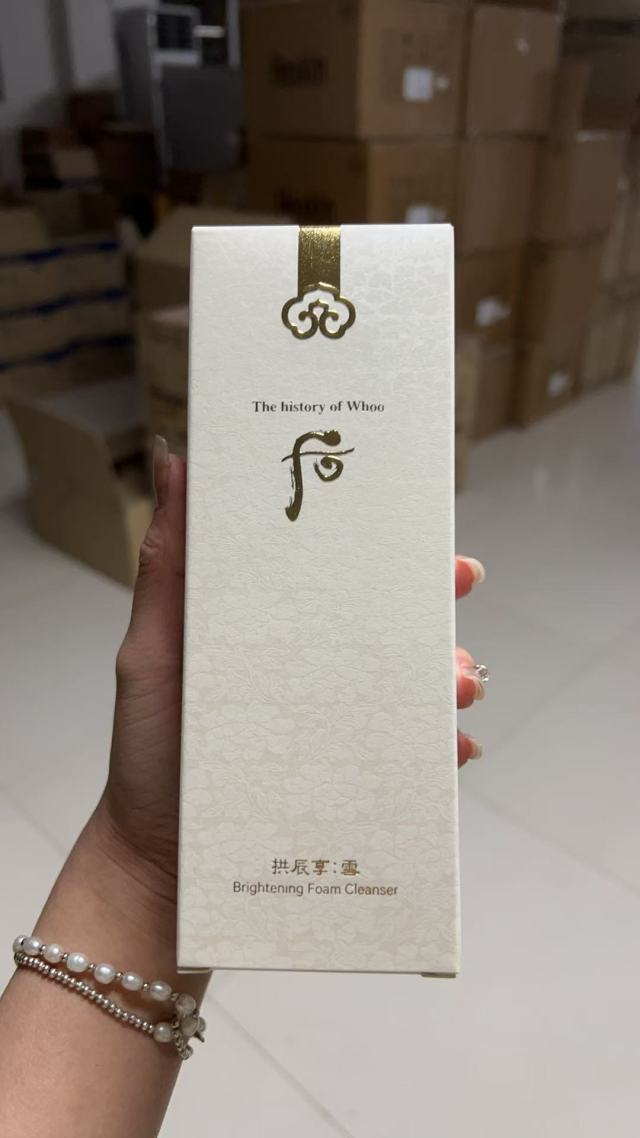 The history of Whoo
后
拱辰享:雪
Brightening Foam Cleanser